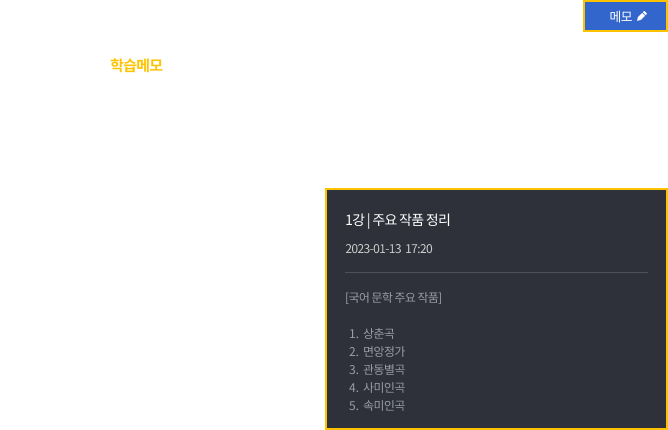 메모
학습메모
1강 | 주요 작품 정리
2023-01-13 17:20
[국어 문학 주요 작품]
1. 상춘곡
2. 면앙정가
3. 관동별곡
4. 사미인곡
5. 속미인곡